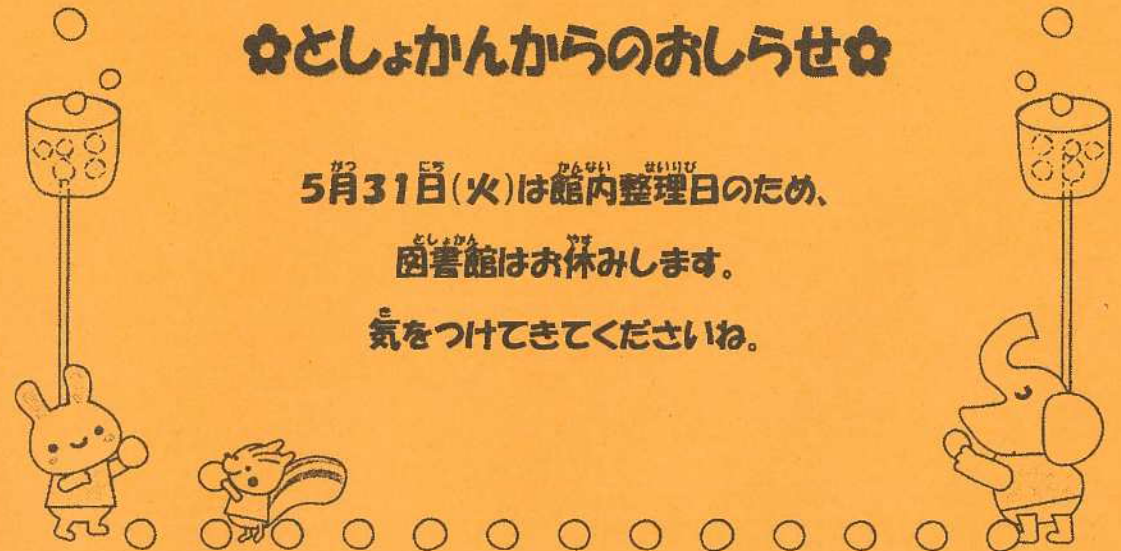 ✿としょかんからのおしらせ✿
5月31日(火)は館内整理日のため、
図書館はお休みします。
気をつけてきてくださいね。